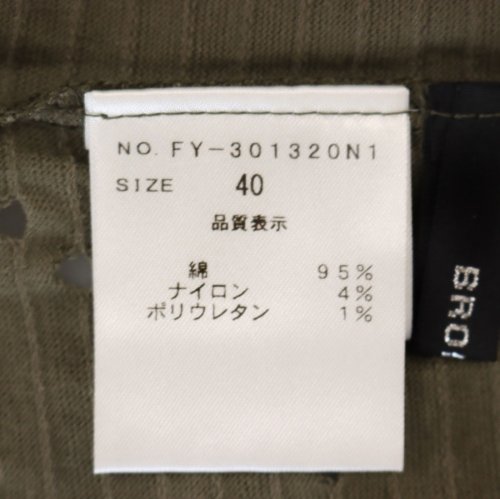 NO. FY-301320N1
SIZE 40
品質表示
綿 95%
ナイロン 4%
ポリウレタン 1%